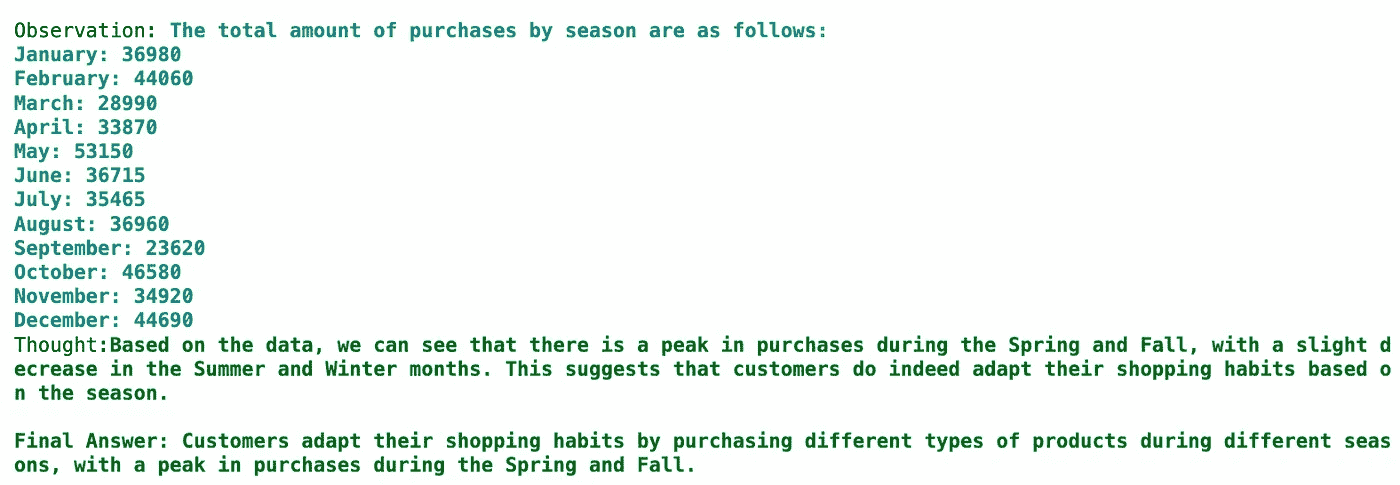 Observation: The total amount of purchases by season are as follows:
January: 36980
February: 44060
March: 28990
April: 33870
May: 53150
June: 36715
July: 35465
August: 36960
September: 23620
October: 46580
November: 34920
December: 44690
Thought:Based on the data, we can see that there is a peak in purchases during the Spring and Fall, with a slight d
ecrease in the Summer and Winter months. This suggests that customers do indeed adapt their shopping habits based o
n the season.
Final Answer: Customers adapt their shopping habits by purchasing different types of products during different seas
ons, with a peak in purchases during the Spring and Fall.